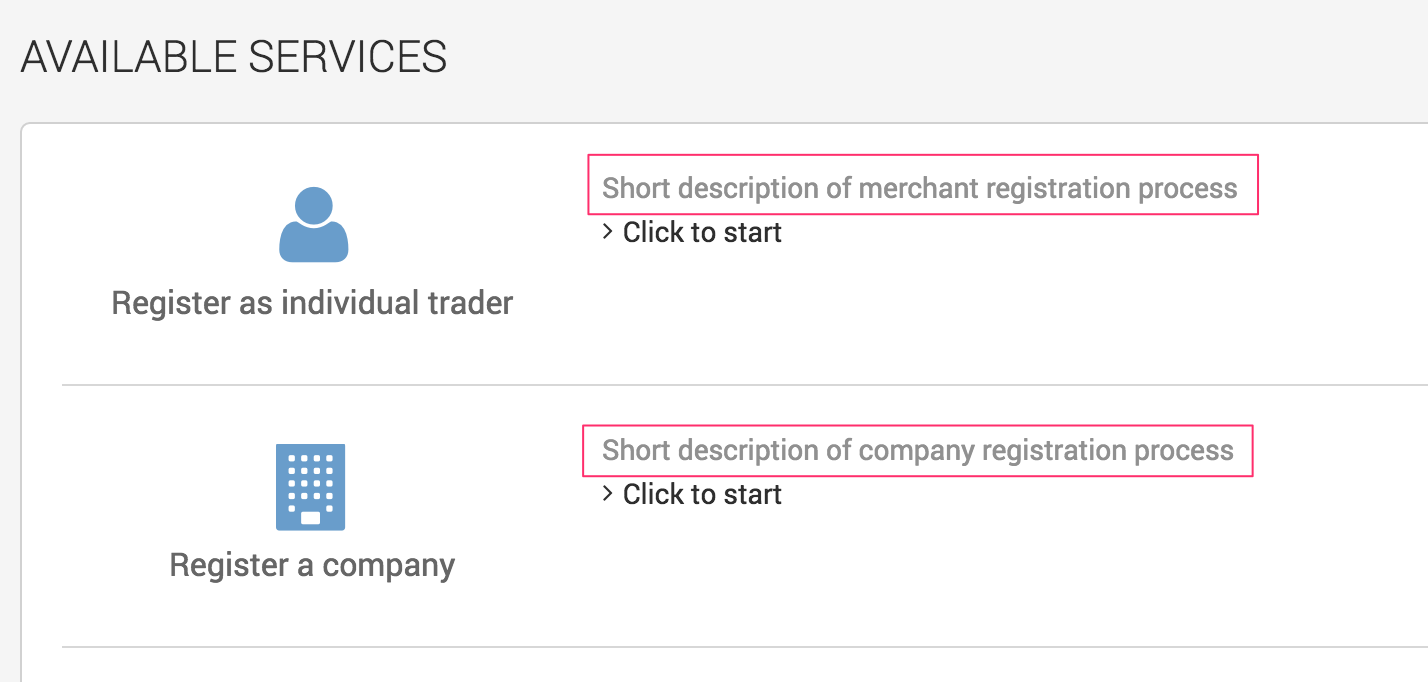 AVAILABLE SERVICES
Short description of merchant registration process
> Click to start
Register as individual trader
Short description of company registration process
> Click to start
Register a company